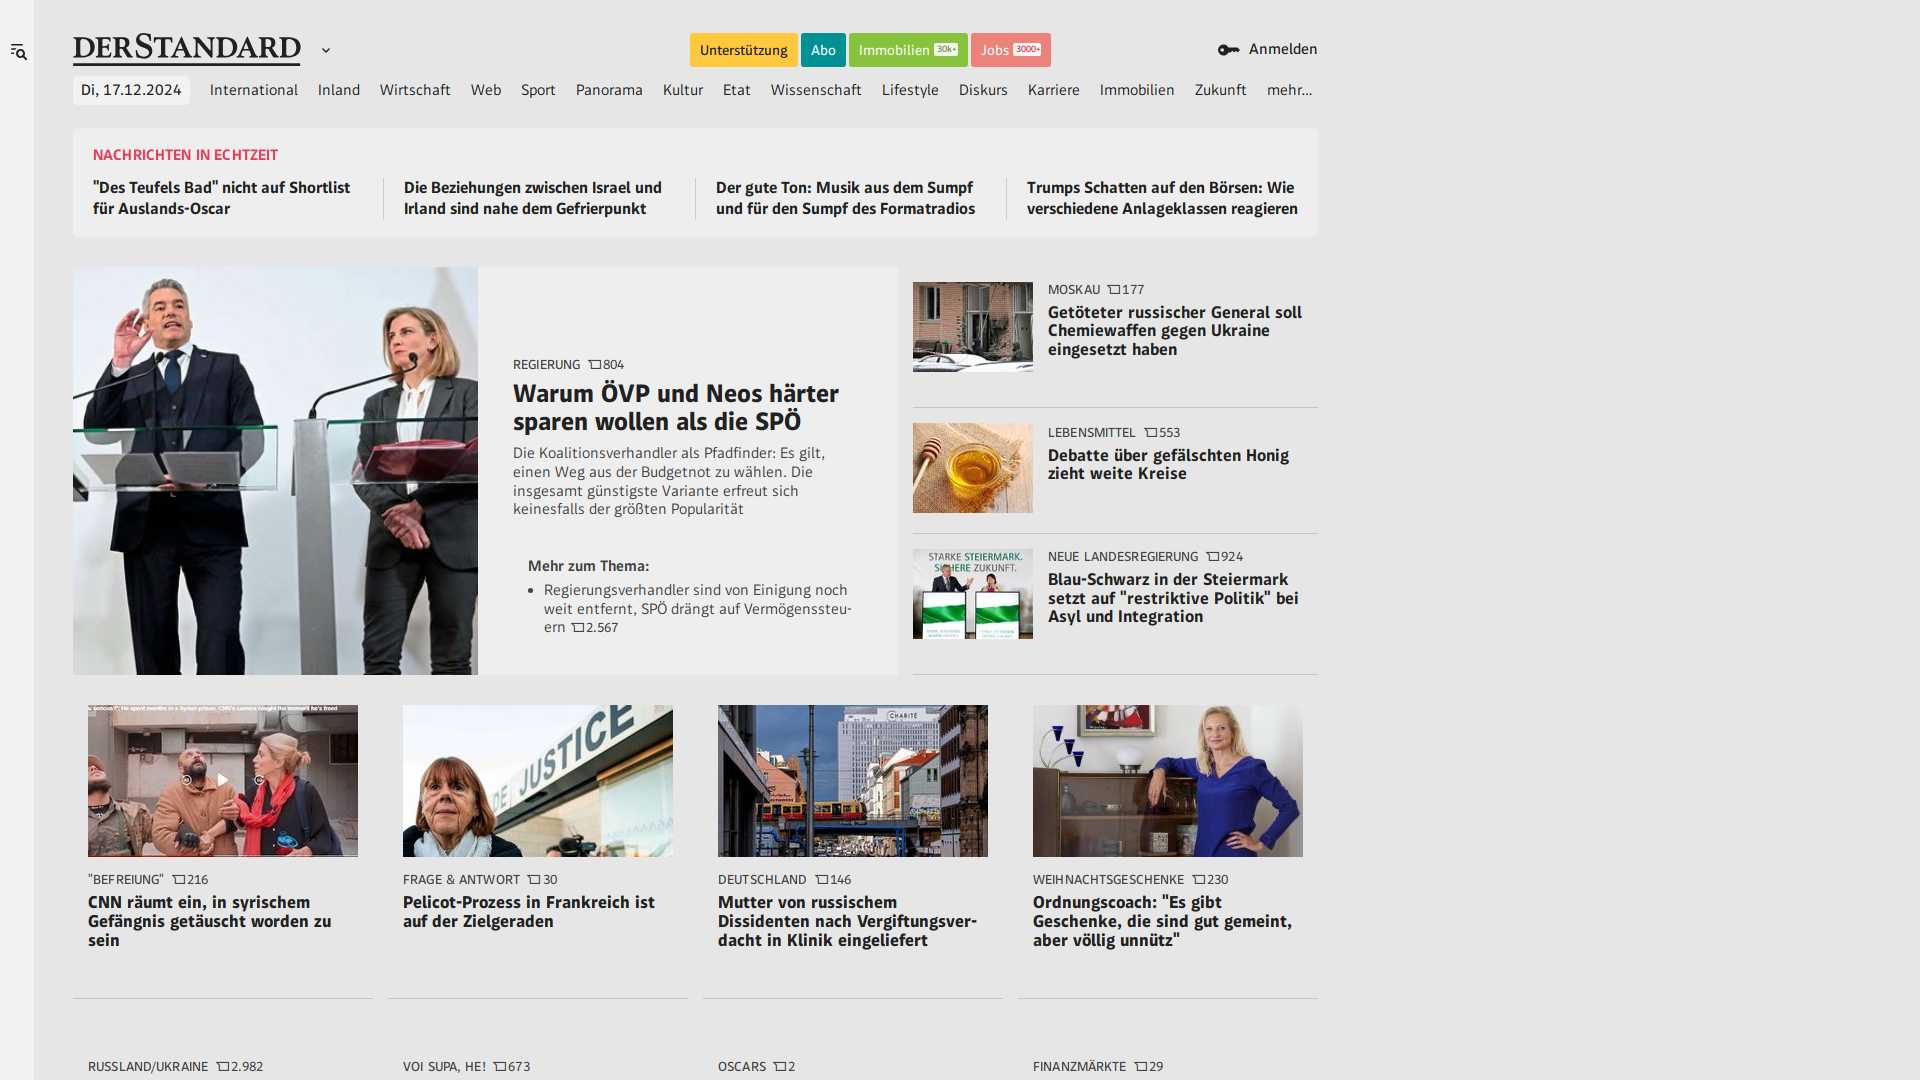 DERSTANDARD
Unterstützung
Abo
Immobilien 30k+
Jobs 3000+
Anmelden
Di, 17.12.2024
International
Inland
Wirtschaft
Web
Sport
Panorama
Kultur
Etat
Wissenschaft
Lifestyle
Diskurs
Karriere
Immobilien
Zukunft
mehr...
NACHRICHTEN IN ECHTZEIT
"Des Teufels Bad" nicht auf Shortlist
für Auslands-Oscar
Die Beziehungen zwischen Israel und
Irland sind nahe dem Gefrierpunkt
Der gute Ton: Musik aus dem Sumpf
und für den Sumpf des Formatradios
Trumps Schatten auf den Börsen: Wie
verschiedene Anlageklassen reagieren
REGIERUNG 804
Warum ÖVP und Neos härter
sparen wollen als die SPÖ
Die Koalitionsverhandler als Pfadfinder: Es gilt,
einen Weg aus der Budgetnot zu wählen. Die
insgesamt günstigste Variante erfreut sich
keinesfalls der größten Popularität
Mehr zum Thema:
• Regierungsverhandler sind von Einigung noch
weit entfernt, SPÖ drängt auf Vermögenssteu-
ern 2.567
MOSKAU 177
Getöteter russischer General soll
Chemiewaffen gegen Ukraine
eingesetzt haben
LEBENSMITTEL 553
Debatte über gefälschten Honig
zieht weite Kreise
STARKE STEIERMARK.
SICHERE ZUKUNFT.
NEUE LANDESREGIERUNG 924
Blau-Schwarz in der Steiermark
setzt auf "restriktive Politik" bei
Asyl und Integration
"BEFREIUNG" 216
CNN räumt ein, in syrischem
Gefängnis getäuscht worden zu
sein
DE JUSTICE
FRAGE & ANTWORT 30
Pelicot-Prozess in Frankreich ist
auf der Zielgeraden
CHARITÉ
DEUTSCHLAND 146
Mutter von russischem
Dissidenten nach Vergiftungsver-
dacht in Klinik eingeliefert
WEIHNACHTSGESCHENKE 230
Ordnungscoach: "Es gibt
Geschenke, die sind gut gemeint,
aber völlig unnütz"
RUSSLAND/UKRAINE 2.982
VOI SUPA, HE! 673
OSCARS 2
FINANZMÄRKTE 29